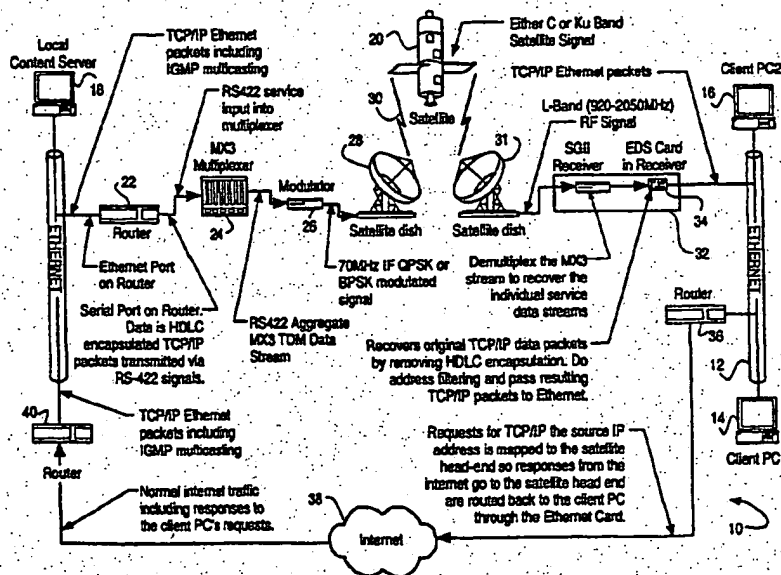 Local
Content Server
18
TCP/IP Ethernet
packets including
IGMP multicasting
RS422 service
input into
multiplexer
MX3
Multiplexer
24
Modulator
26
22
Router
ETHERNET
Ethernet Port
on Router
Serial Port on Router.
Data is HDLC
encapsulated TCP/IP
packets transmitted via
RS-422 signals.
RS422 Aggregate
MX3 TDM Data
Stream
70MHz IF QPSK or
BPSK modulated
signal
20
Satellite
30
Either C or Ku Band
Satellite Signal
28
Satellite dish
31
Satellite dish
L-Band (920-2050MHz)
RF Signal
TCP/IP Ethernet packets
SGII
Receiver
EDS Card
in Receiver
34
32
Demultiplex the MX3
stream to recover the
individual service
data streams
Recovers original TCP/IP data packets
by removing HDLC encapsulation. Do
address filtering and pass resulting
TCP/IP packets to Ethernet.
Client PC2
16
ETHERNET
Router
36
12
14
Client PC
10
Requests for TCP/IP the source IP
address is mapped to the satellite
head-end so responses from the
internet go to the satellite head end
are routed back to the client PC
through the Ethernet Card.
38
Internet
40
Router
TCP/IP Ethernet
packets including
IGMP multicasting
Normal internet traffic
including responses to
the client PC's requests.